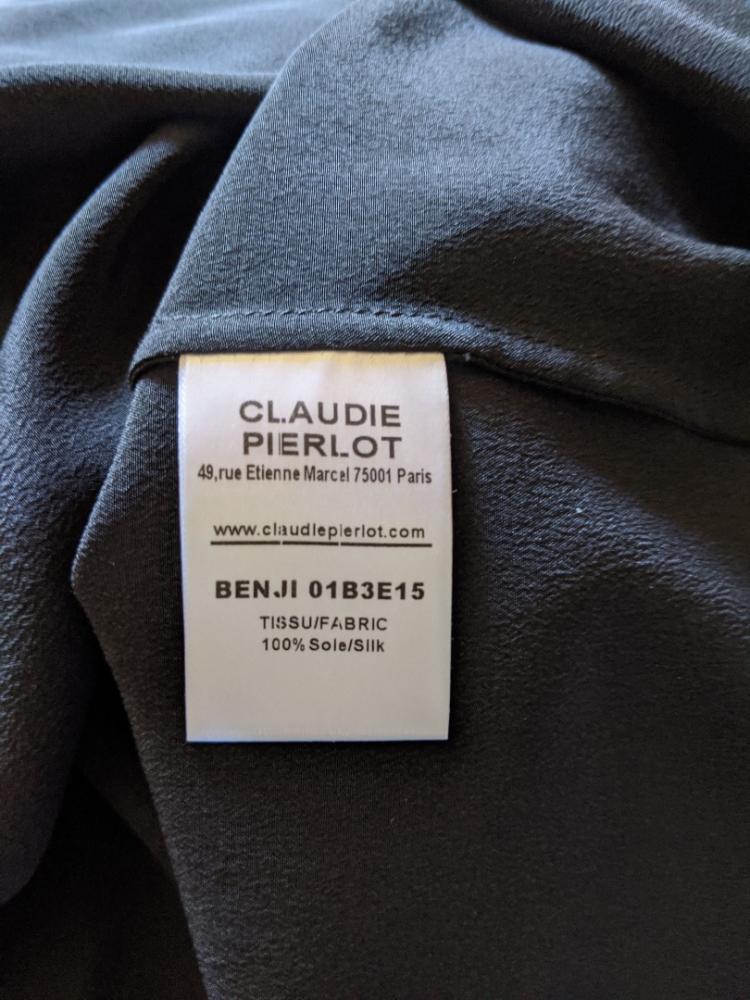 CLAUDIE
PIERLOT
49,rue Etienne Marcel 75001 Paris
www.claudiepierlot.com
BENJI 01B3E15
TISSU/FABRIC
100% Soie/Silk